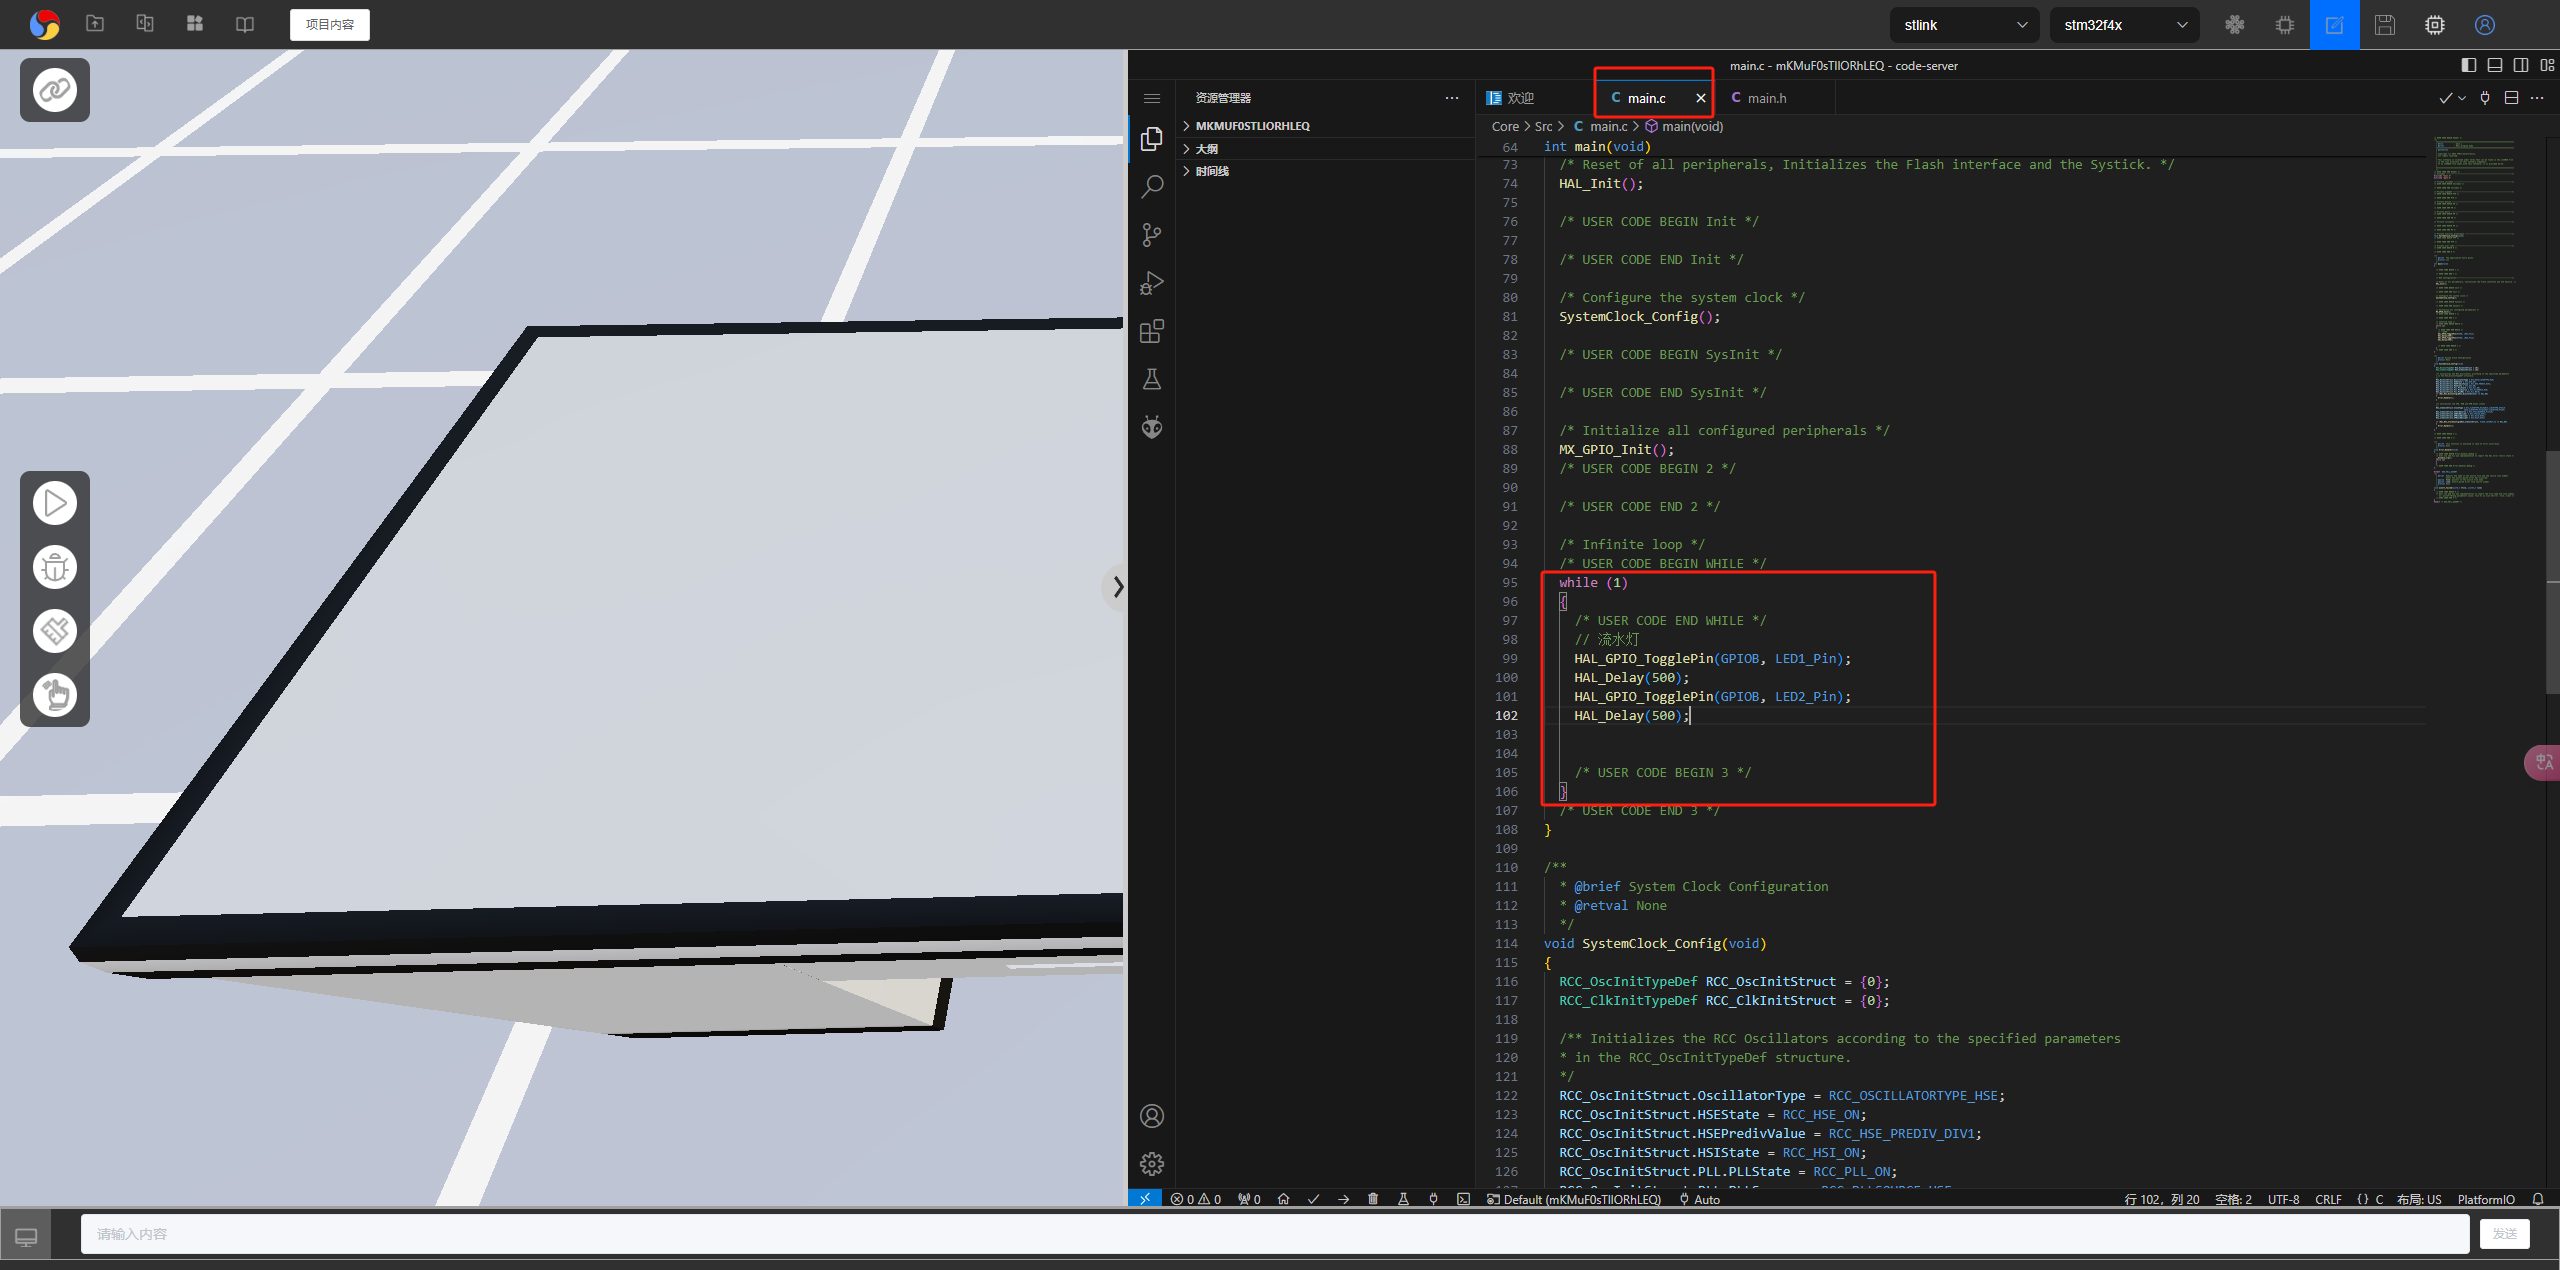 项目内容
stlink
stm32f4x
main.c - mKMuF0sTlIORhLEQ - code-server
资源管理器
MKMUF0STLIORHLEQ
大纲
时间线
欢迎
C main.c
C main.h
Core > Src > C main.c > main(void)
64 int main(void)
73 /* Reset of all peripherals, Initializes the Flash interface and the Systick. */
74 HAL_Init();
75
76 /* USER CODE BEGIN Init */
77
78 /* USER CODE END Init */
79
80 /* Configure the system clock */
81 SystemClock_Config();
82
83 /* USER CODE BEGIN SysInit */
84
85 /* USER CODE END SysInit */
86
87 /* Initialize all configured peripherals */
88 MX_GPIO_Init();
89 /* USER CODE BEGIN 2 */
90
91 /* USER CODE END 2 */
92
93 /* Infinite loop */
94 /* USER CODE BEGIN WHILE */
95 while (1)
96 {
97 /* USER CODE END WHILE */
98 // 流水灯
99 HAL_GPIO_TogglePin(GPIOB, LED1_Pin);
100 HAL_Delay(500);
101 HAL_GPIO_TogglePin(GPIOB, LED2_Pin);
102 HAL_Delay(500);
103
104
105 /* USER CODE BEGIN 3 */
106 }
107 /* USER CODE END 3 */
108 }
109
110 /**
111 * @brief System Clock Configuration
112 * @retval None
113 */
114 void SystemClock_Config(void)
115 {
116 RCC_OscInitTypeDef RCC_OscInitStruct = {0};
117 RCC_ClkInitTypeDef RCC_ClkInitStruct = {0};
118
119 /** Initializes the RCC Oscillators according to the specified parameters
120 * in the RCC_OscInitTypeDef structure.
121 */
122 RCC_OscInitStruct.OscillatorType = RCC_OSCILLATORTYPE_HSE;
123 RCC_OscInitStruct.HSEState = RCC_HSE_ON;
124 RCC_OscInitStruct.HSEPredivValue = RCC_HSE_PREDIV_DIV1;
125 RCC_OscInitStruct.HSIState = RCC_HSI_ON;
126 RCC_OscInitStruct.PLL.PLLState = RCC_PLL_ON;
0 0 0 Default (mKMuF0sTlIORhLEQ) Auto 行 102，列 20 空格: 2 UTF-8 CRLF {} C 布局: US PlatformIO
请输入内容
发送